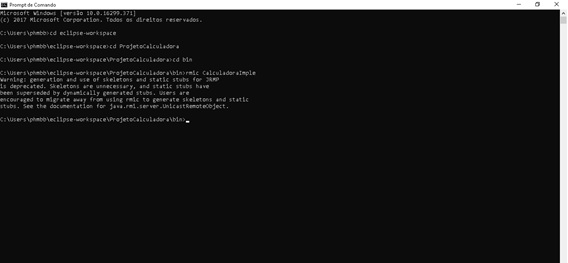 Prompt de Comando
Microsoft Windows [versão 10.0.16299.371]
(c) 2017 Microsoft Corporation. Todos os direitos reservados.
C:\Users\phmbb>cd eclipse-workspace
C:\Users\phmbb\eclipse-workspace>cd ProjetoCalculadora
C:\Users\phmbb\eclipse-workspace\ProjetoCalculadora>cd bin
C:\Users\phmbb\eclipse-workspace\ProjetoCalculadora\bin>rmic CalculadoraImple
Warning: generation and use of skeletons and static stubs for JRMP
is deprecated. Skeletons are unnecessary, and static stubs have
been superseded by dynamically generated stubs. Users are
encouraged to migrate away from using rmic to generate skeletons and static
stubs. See the documentation for java.rmi.server.UnicastRemoteObject.
C:\Users\phmbb\eclipse-workspace\ProjetoCalculadora\bin>